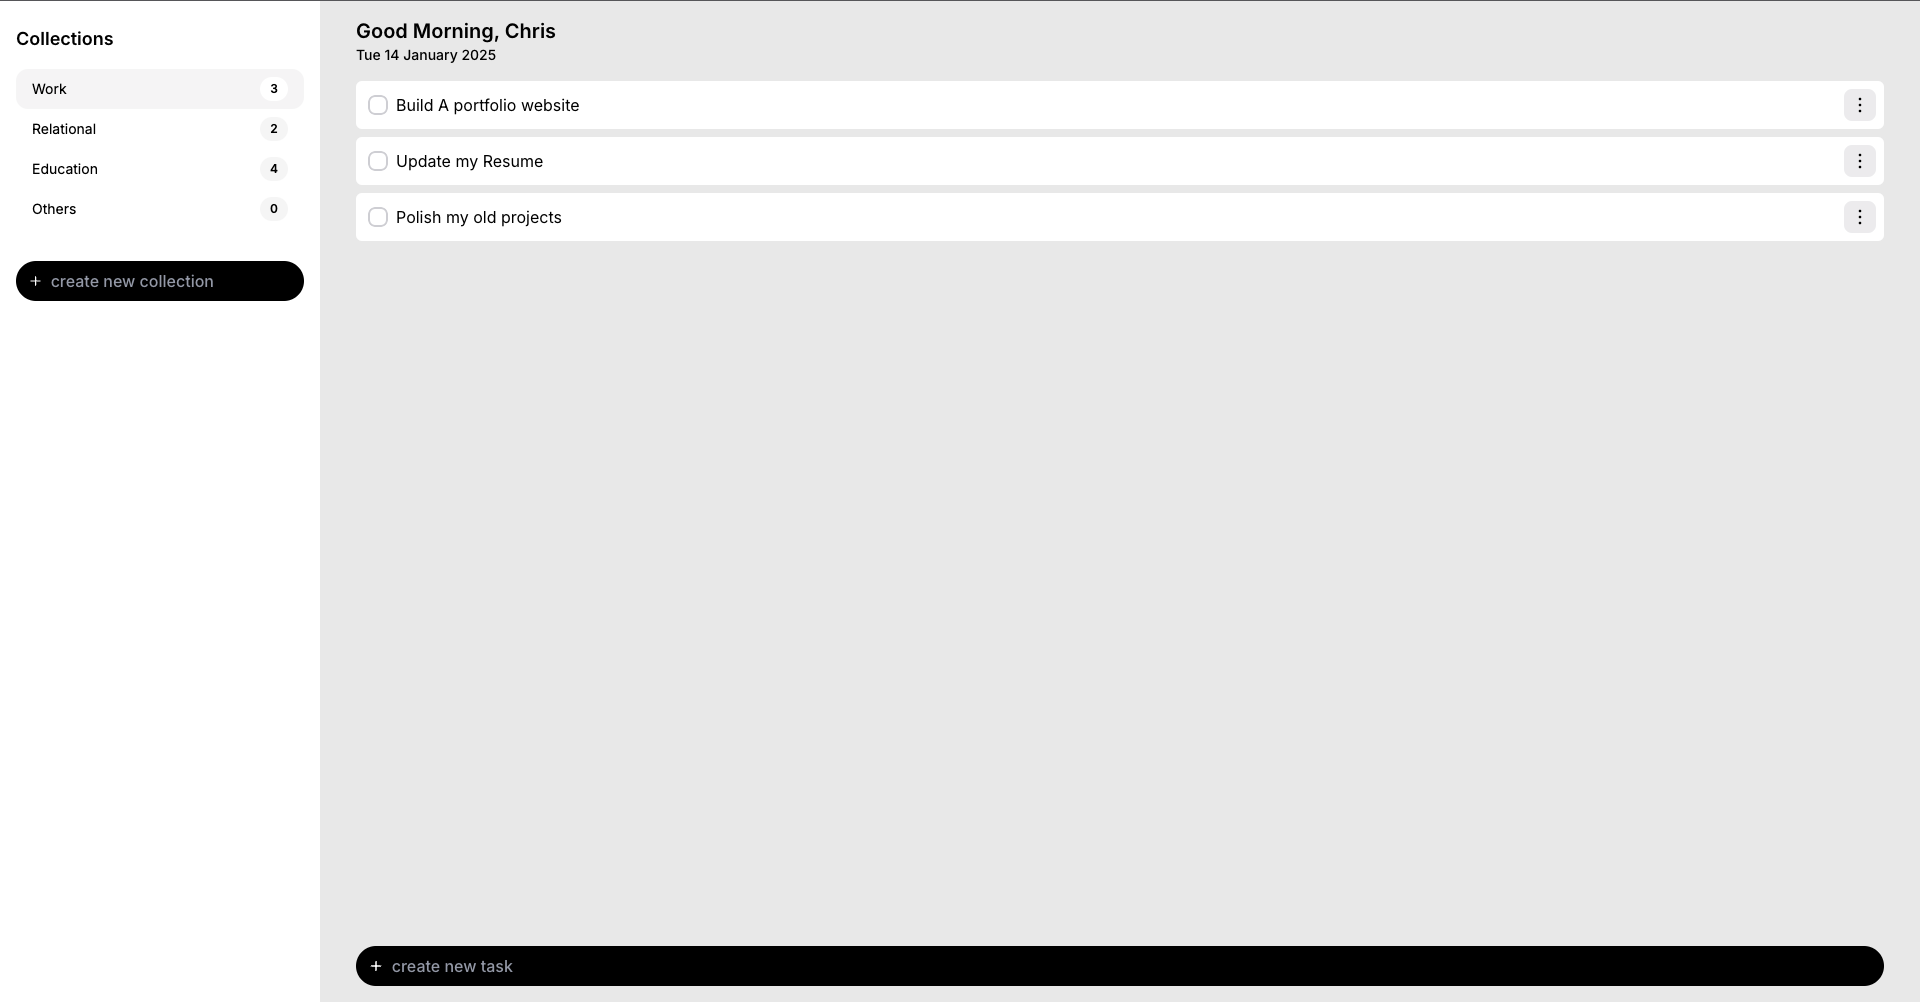 Collections
Work 3
Relational 2
Education 4
Others 0
+ create new collection
Good Morning, Chris
Tue 14 January 2025
Build A portfolio website
Update my Resume
Polish my old projects
+ create new task